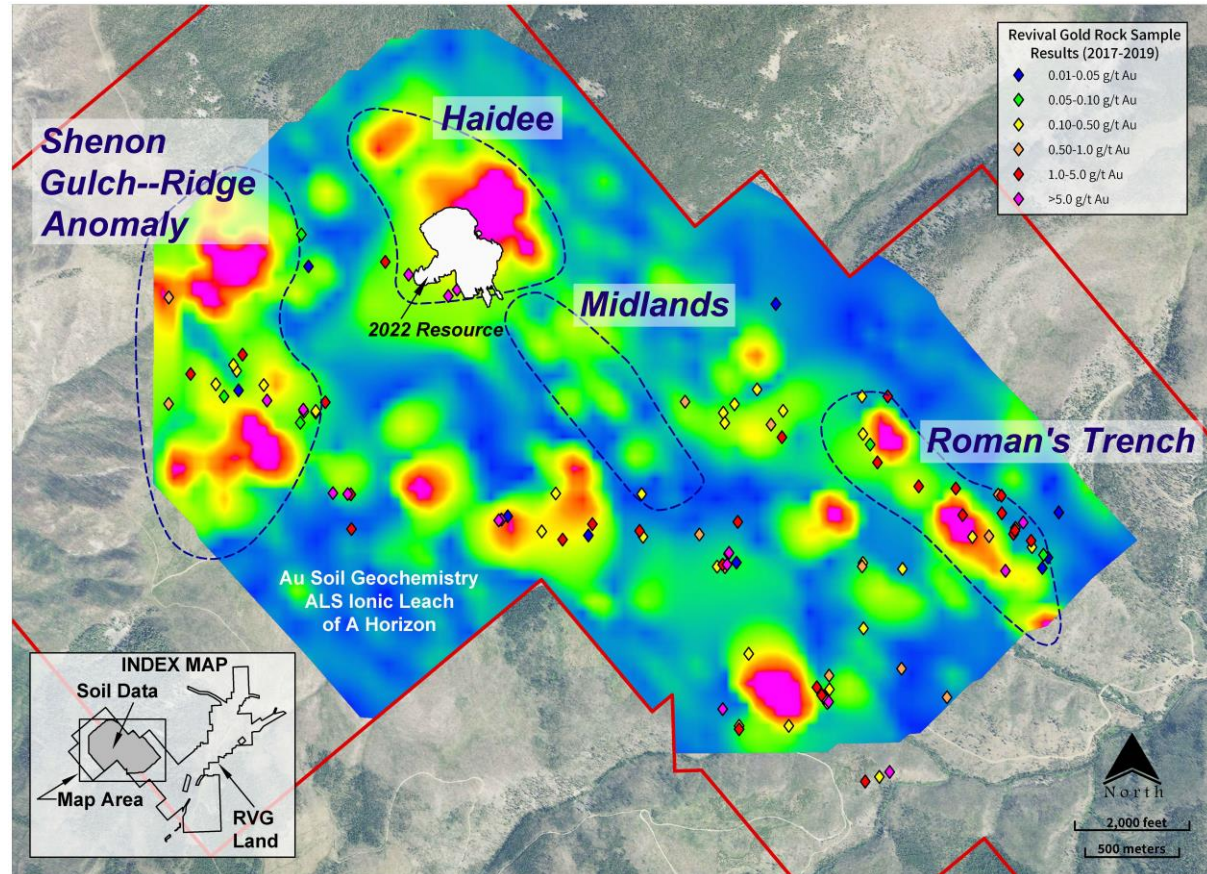 Revival Gold Rock Sample
Results (2017-2019)
0.01-0.05 g/t Au
0.05-0.10 g/t Au
0.10-0.50 g/t Au
0.50-1.0 g/t Au
1.0-5.0 g/t Au
>5.0 g/t Au
Haidee
Shenon
Gulch--Ridge
Anomaly
2022 Resource
Midlands
Roman's Trench
Au Soil Geochemistry
ALS Ionic Leach
of A Horizon
INDEX MAP
Soil Data
Map Area
RVG
Land
North
2,000 feet
500 meters